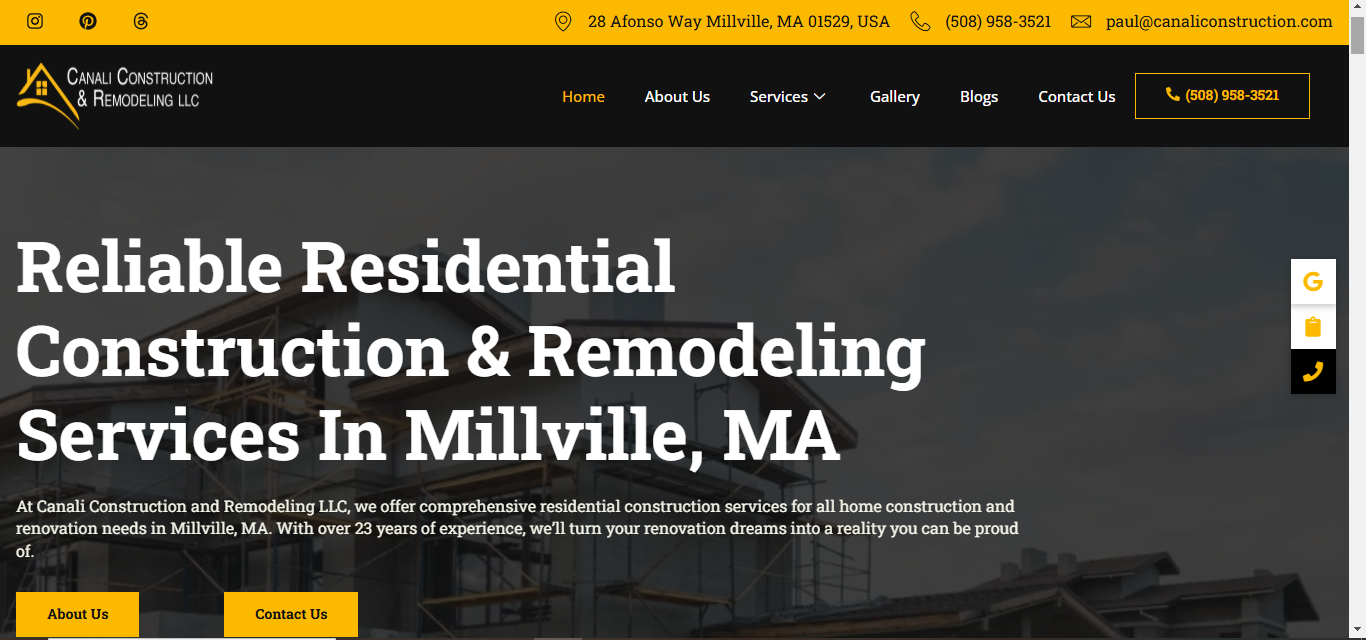 28 Afonso Way Millville, MA 01529, USA (508) 958-3521 paul@canaliconstruction.com
Canali Construction
& Remodeling LLC
Home About Us Services Gallery Blogs Contact Us (508) 958-3521
Reliable Residential
Construction & Remodeling
Services In Millville, MA
At Canali Construction and Remodeling LLC, we offer comprehensive residential construction services for all home construction and
renovation needs in Millville, MA. With over 23 years of experience, we’ll turn your renovation dreams into a reality you can be proud
of.
About Us Contact Us